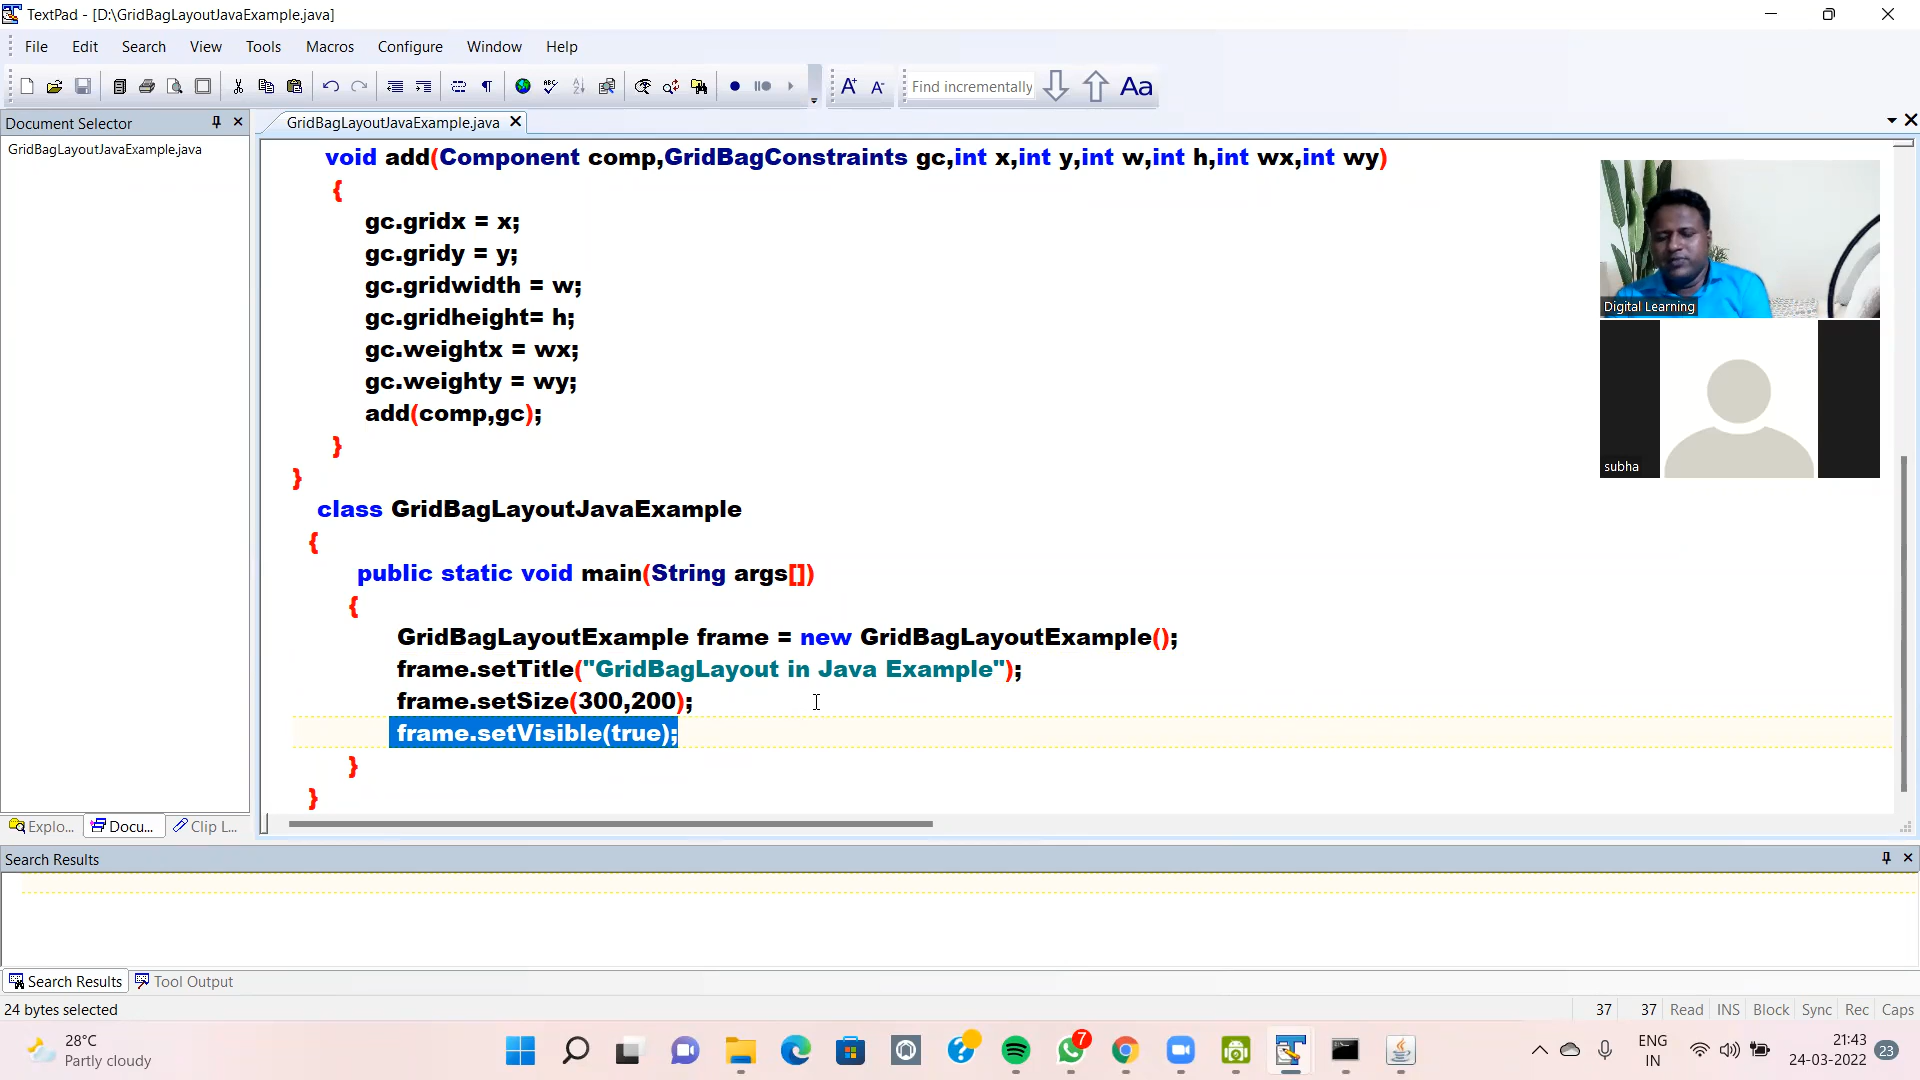 TextPad - [D:\GridBagLayoutJavaExample.java]
File Edit Search View Tools Macros Configure Window Help
Find incrementally
Document Selector
GridBagLayoutJavaExample.java
GridBagLayoutJavaExample.java
void add(Component comp,GridBagConstraints gc,int x,int y,int w,int h,int wx,int wy)
{
gc.gridx = x;
gc.gridy = y;
gc.gridwidth = w;
gc.gridheight= h;
gc.weightx = wx;
gc.weighty = wy;
add(comp,gc);
}
}
class GridBagLayoutJavaExample
{
public static void main(String args[])
{
GridBagLayoutExample frame = new GridBagLayoutExample();
frame.setTitle("GridBagLayout in Java Example");
frame.setSize(300,200);
frame.setVisible(true);
}
}
Digital Learning
subha
Explo... Docu... Clip L...
Search Results
Search Results Tool Output
24 bytes selected
37 37 Read INS Block Sync Rec Caps
28°C
Partly cloudy
7
ENG
IN
21:43
24-03-2022
23